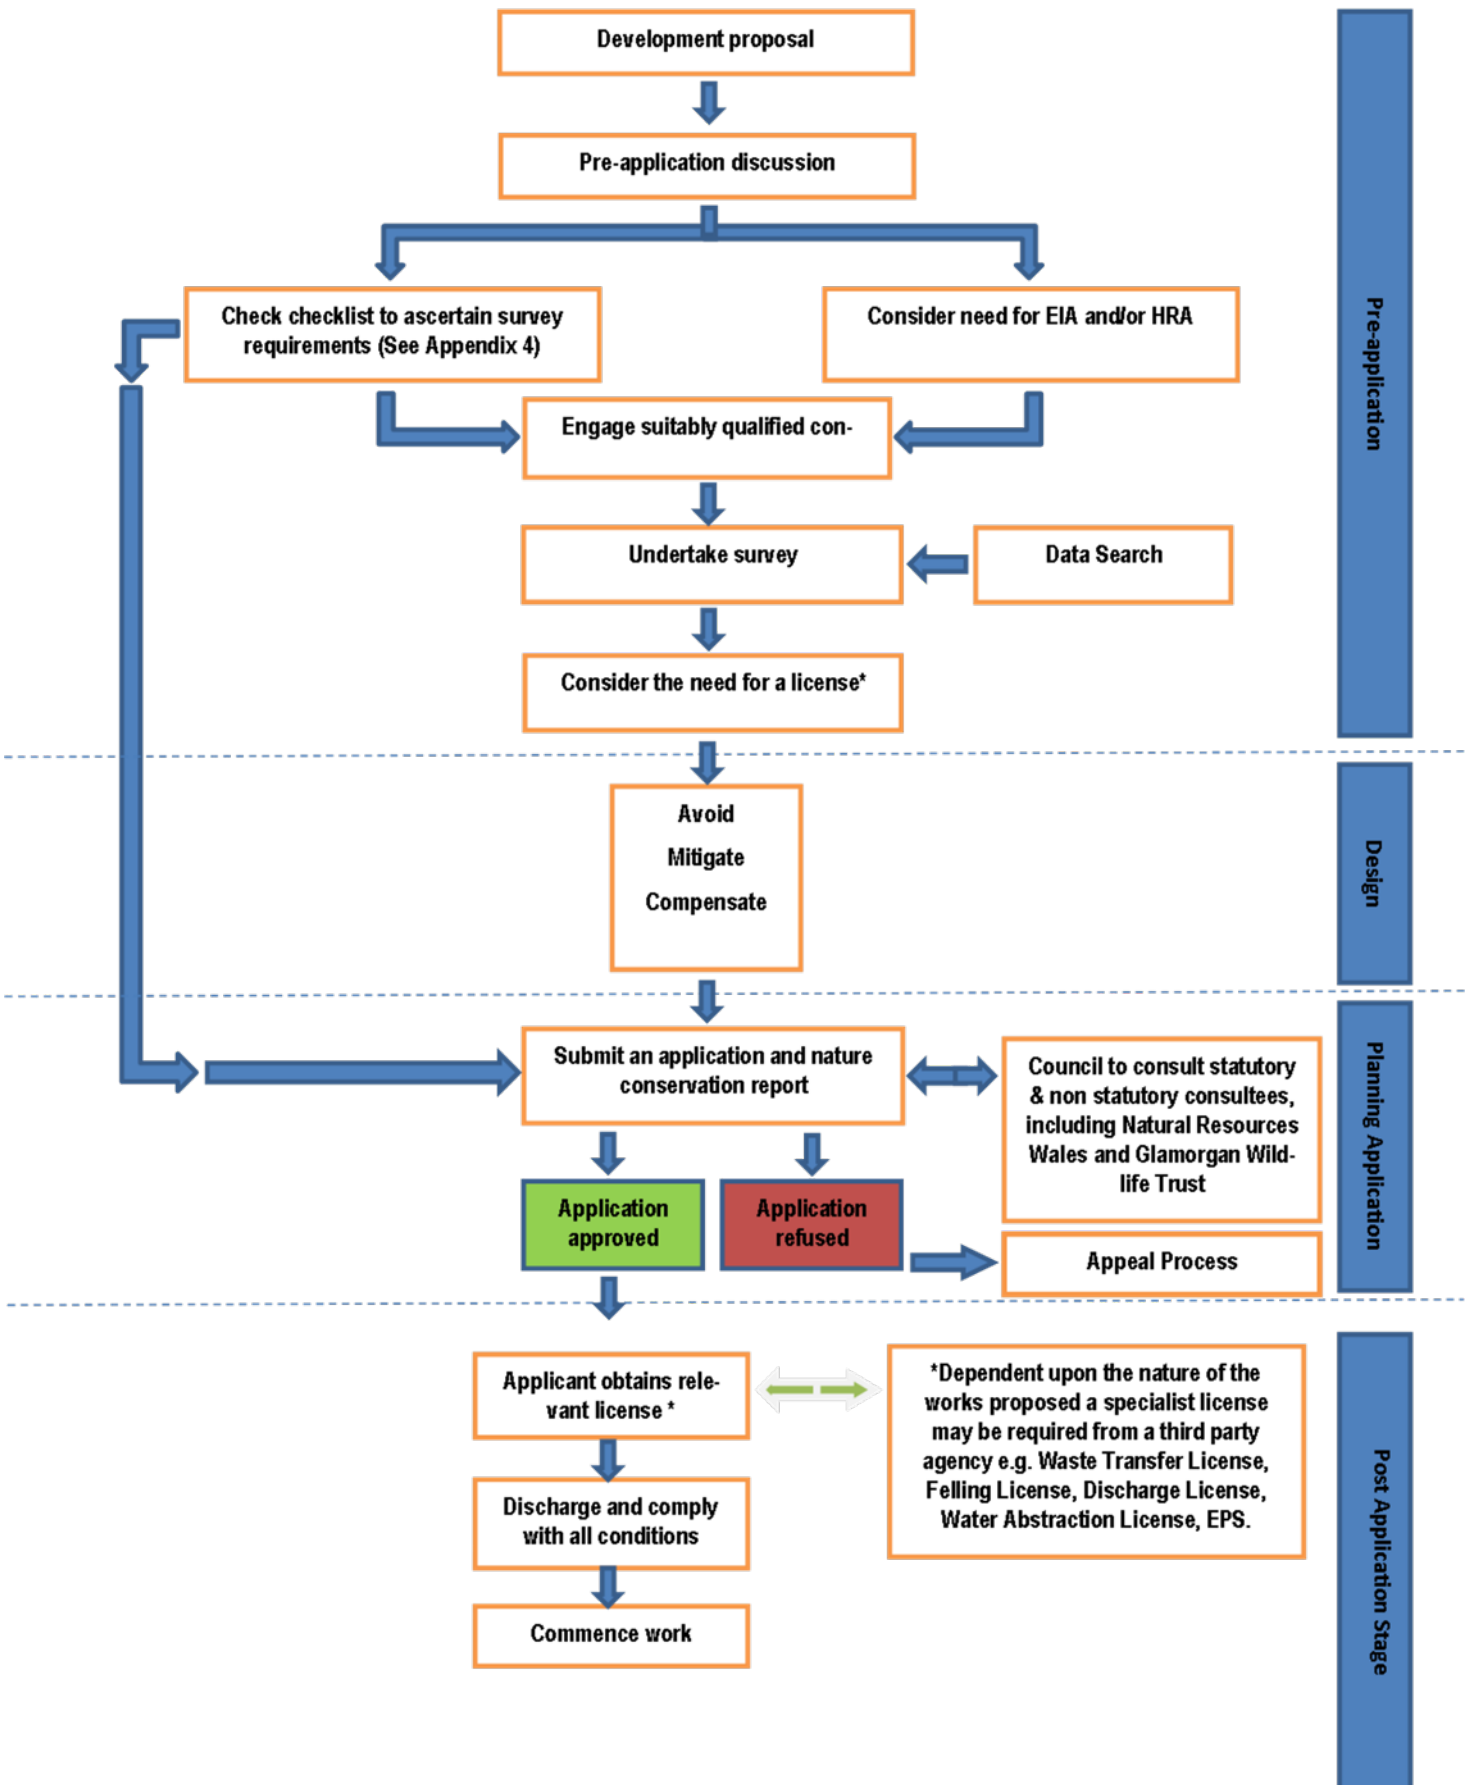 Development proposal
Pre-application discussion
Check checklist to ascertain survey
requirements (See Appendix 4)
Consider need for EIA and/or HRA
Engage suitably qualified con-
Undertake survey
Data Search
Consider the need for a license*
Pre-application
Avoid
Mitigate
Compensate
Design
Submit an application and nature
conservation report
Council to consult statutory
& non statutory consultees,
including Natural Resources
Wales and Glamorgan Wild-
life Trust
Application
approved
Application
refused
Appeal Process
Planning Application
Applicant obtains rele-
vant license *
*Dependent upon the nature of the
works proposed a specialist license
may be required from a third party
agency e.g. Waste Transfer License,
Felling License, Discharge License,
Water Abstraction License, EPS.
Discharge and comply
with all conditions
Commence work
Post Application Stage